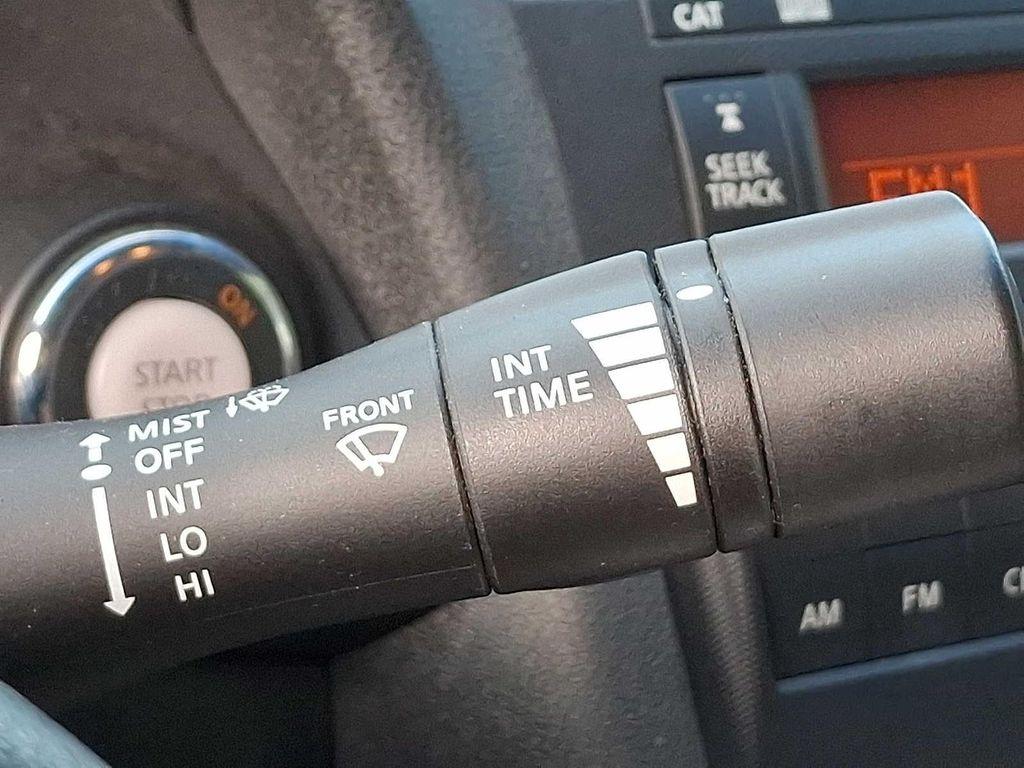 CAT
SEEK
TRACK
ON
START
MIST
OFF
INT
LO
HI
FRONT
INT
TIME
AM
FM